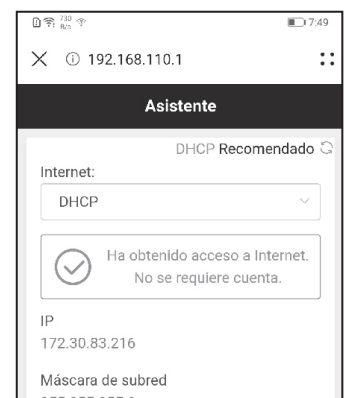 730
B/s
7:49
192.168.110.1
Asistente
DHCP Recomendado
Internet:
DHCP
Ha obtenido acceso a Internet.
No se requiere cuenta.
IP
172.30.83.216
Máscara de subred